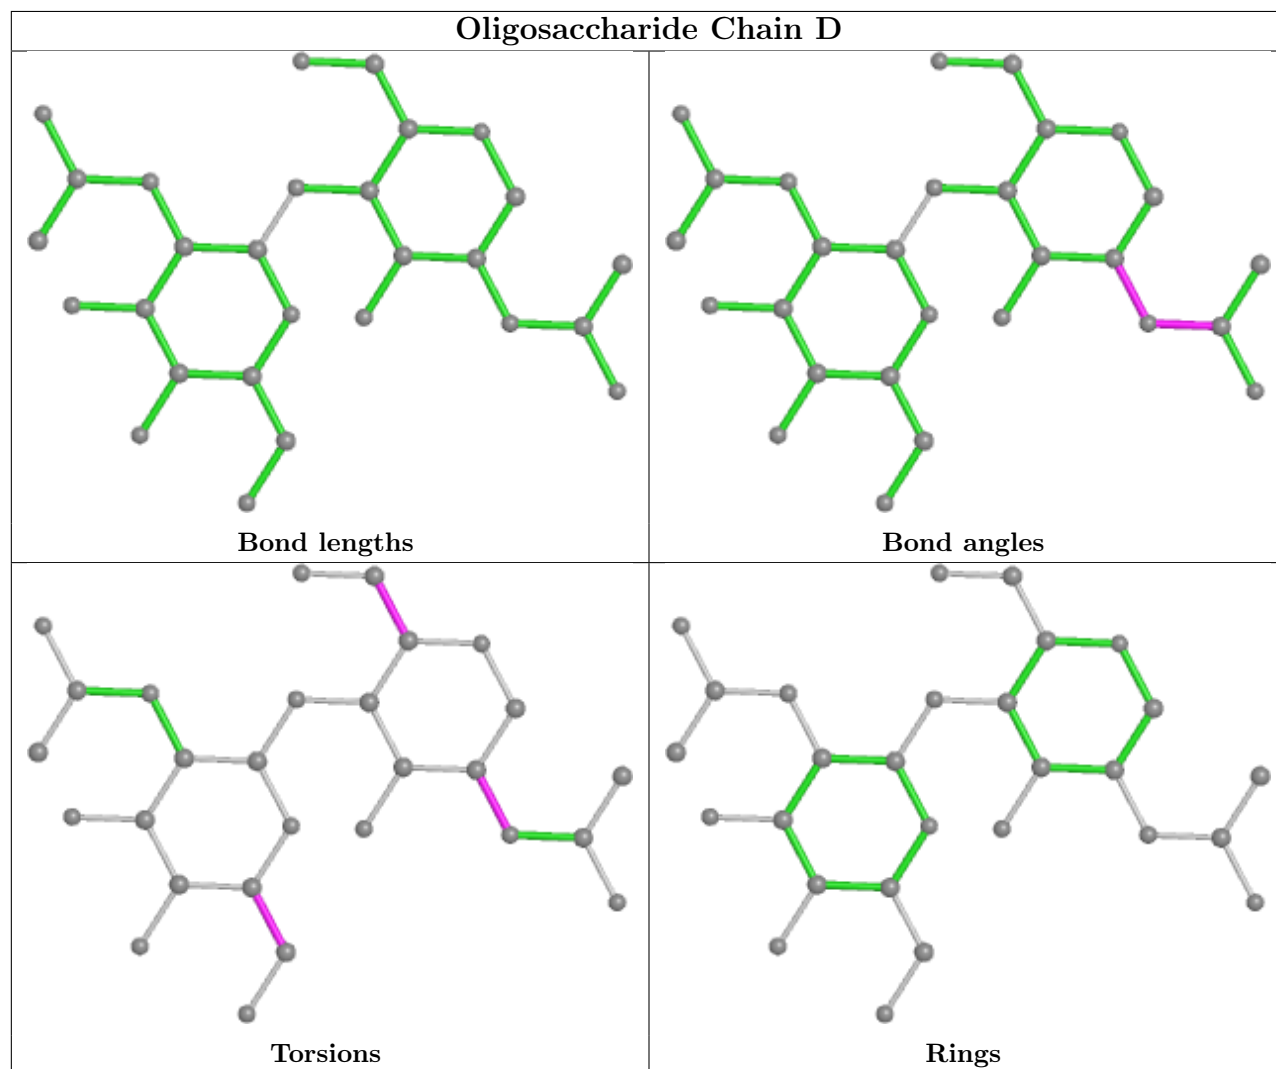 Oligosaccharide Chain D
Bond lengths
Bond angles
Torsions
Rings